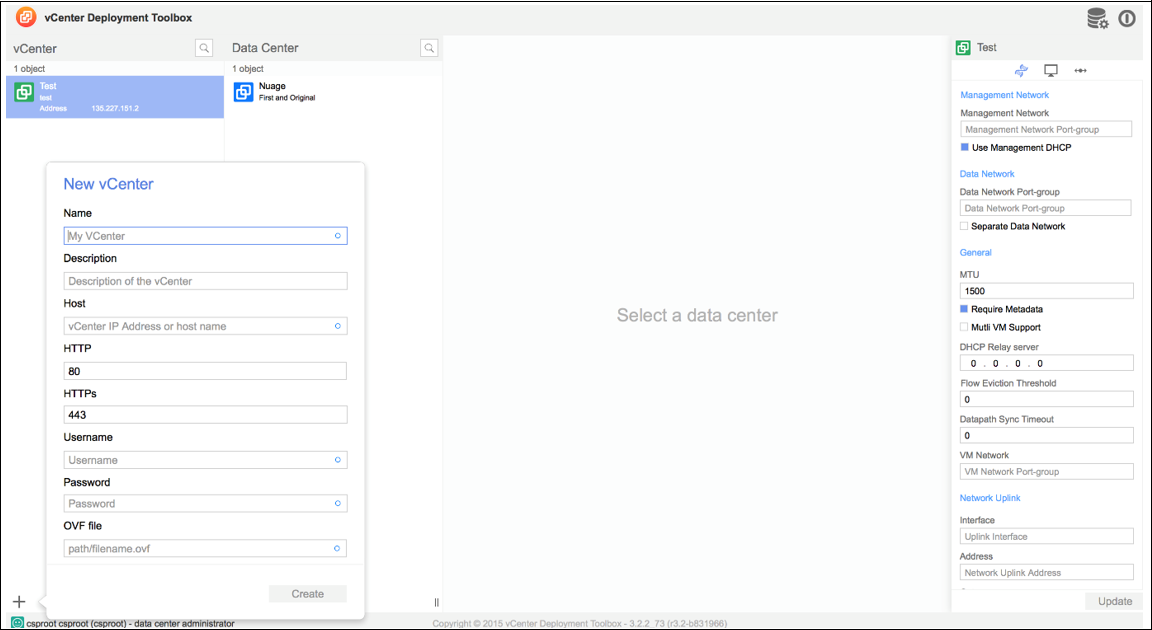 vCenter Deployment Toolbox
vCenter
1 object
Test
test
Address 135.227.151.2
Data Center
1 object
Nuage
First and Original
New vCenter
Name
My VCenter
Description
Description of the vCenter
Host
vCenter IP Address or host name
HTTP
80
HTTPs
443
Username
Username
Password
Password
OVF file
path/filename.ovf
Create
Select a data center
Test
Management Network
Management Network
Management Network Port-group
Use Management DHCP
Data Network
Data Network Port-group
Data Network Port-group
Separate Data Network
General
MTU
1500
Require Metadata
Mutli VM Support
DHCP Relay server
0 . 0 . 0 . 0
Flow Eviction Threshold
0
Datapath Sync Timeout
0
VM Network
VM Network Port-group
Network Uplink
Interface
Uplink Interface
Address
Network Uplink Address
Update
csproot csproot (csproot) - data center administrator
Copyright © 2015 vCenter Deployment Toolbox - 3.2.2_73 (r3.2-b831966)